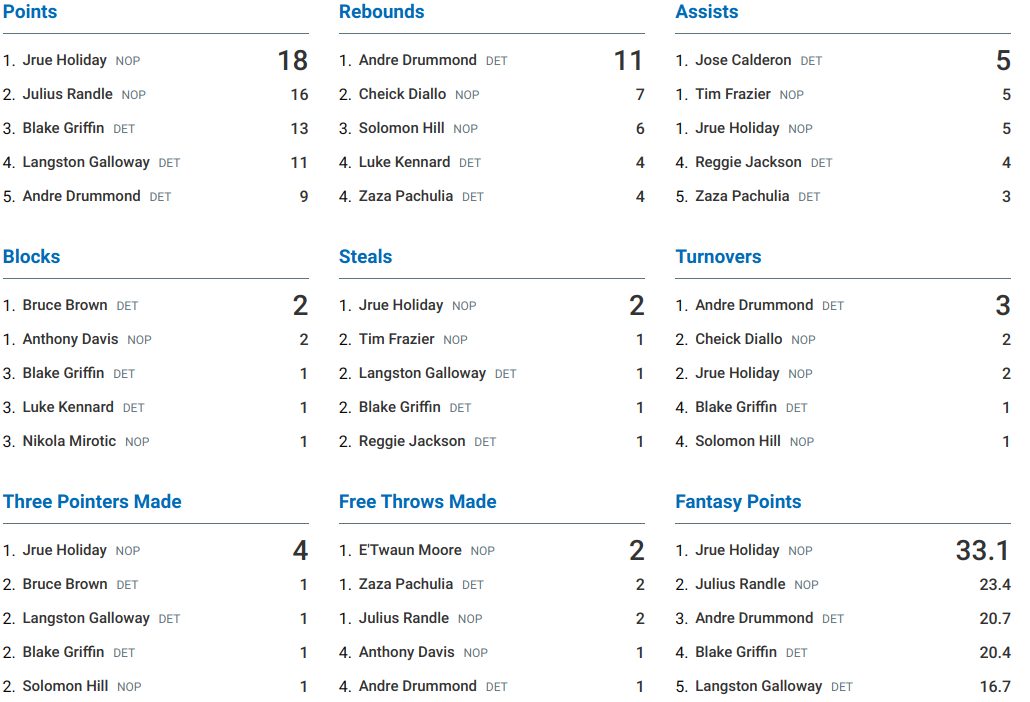 Points
1. Jrue Holiday NOP 18
2. Julius Randle NOP 16
3. Blake Griffin DET 13
4. Langston Galloway DET 11
5. Andre Drummond DET 9
Rebounds
1. Andre Drummond DET 11
2. Cheick Diallo NOP 7
3. Solomon Hill NOP 6
4. Luke Kennard DET 4
4. Zaza Pachulia DET 4
Assists
1. Jose Calderon DET 5
1. Tim Frazier NOP 5
1. Jrue Holiday NOP 5
4. Reggie Jackson DET 4
5. Zaza Pachulia DET 3
Blocks
1. Bruce Brown DET 2
1. Anthony Davis NOP 2
3. Blake Griffin DET 1
3. Luke Kennard DET 1
3. Nikola Mirotic NOP 1
Steals
1. Jrue Holiday NOP 2
2. Tim Frazier NOP 1
2. Langston Galloway DET 1
2. Blake Griffin DET 1
2. Reggie Jackson DET 1
Turnovers
1. Andre Drummond DET 3
2. Cheick Diallo NOP 2
2. Jrue Holiday NOP 2
4. Blake Griffin DET 1
4. Solomon Hill NOP 1
Three Pointers Made
1. Jrue Holiday NOP 4
2. Bruce Brown DET 1
2. Langston Galloway DET 1
2. Blake Griffin DET 1
2. Solomon Hill NOP 1
Free Throws Made
1. E'Twaun Moore NOP 2
1. Zaza Pachulia DET 2
1. Julius Randle NOP 2
4. Anthony Davis NOP 1
4. Andre Drummond DET 1
Fantasy Points
1. Jrue Holiday NOP 33.1
2. Julius Randle NOP 23.4
3. Andre Drummond DET 20.7
4. Blake Griffin DET 20.4
5. Langston Galloway DET 16.7